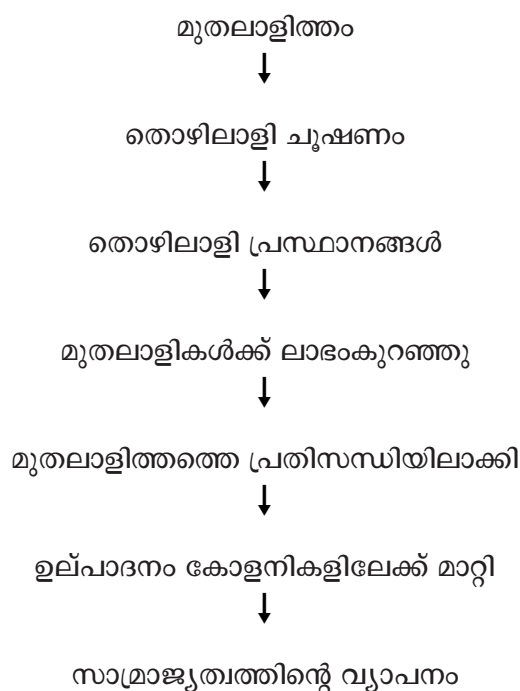 മുതലാളിത്തം
തൊഴിലാളി ചൂഷണം
തൊഴിലാളി പ്രസ്ഥാനങ്ങൾ
മുതലാളികൾക്ക് ലാഭംകുറഞ്ഞു
മുതലാളിത്തത്തെ പ്രതിസന്ധിയിലാക്കി
ഉല്പാദനം കോളനികളിലേക്ക് മാറ്റി
സാമ്രാജ്യത്വത്തിന്റെ വ്യാപനം